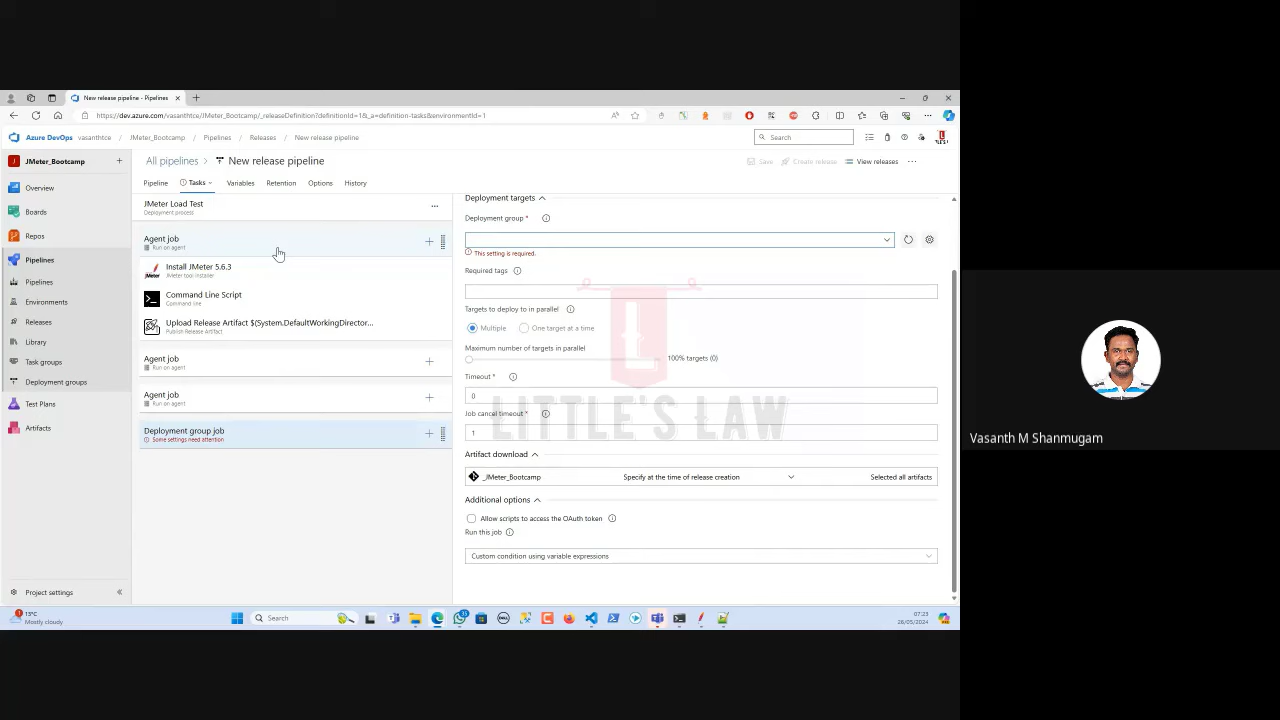 New release pipeline - Pipelines
https://dev.azure.com/vasanthtce/JMeter_Bootcamp/_releaseDefinition?definitionId=1&_a=definition-tasks&environmentId=1
Azure DevOps vasanthtce / JMeter_Bootcamp / Pipelines / Releases / New release pipeline
Search
J JMeter_Bootcamp +
All pipelines > New release pipeline
Save Create release View releases ...
Pipeline Tasks Variables Retention Options History
Overview
Boards
Repos
Pipelines
Pipelines
Environments
Releases
Library
Task groups
Deployment groups
Test Plans
Artifacts
Project settings
JMeter Load Test
Deployment process
Agent job
Run on agent
Install JMeter 5.6.3
JMeter tool installer
Command Line Script
Command line
Upload Release Artifact $(System.DefaultWorkingDirector...
Publish Release Artifact
Agent job
Run on agent
Agent job
Run on agent
Deployment group job
Some settings need attention
Deployment targets
Deployment group *
This setting is required.
Required tags
Targets to deploy to in parallel
Multiple One target at a time
Maximum number of targets in parallel
100% targets (0)
Timeout *
0
Job cancel timeout *
1
Artifact download
_JMeter_Bootcamp Specify at the time of release creation Selected all artifacts
Additional options
Allow scripts to access the OAuth token
Run this job
Custom condition using variable expressions
L
LITTLE'S LAW
Vasanth M Shanmugam
13°C
Mostly cloudy
Search
07:23
26/05/2024